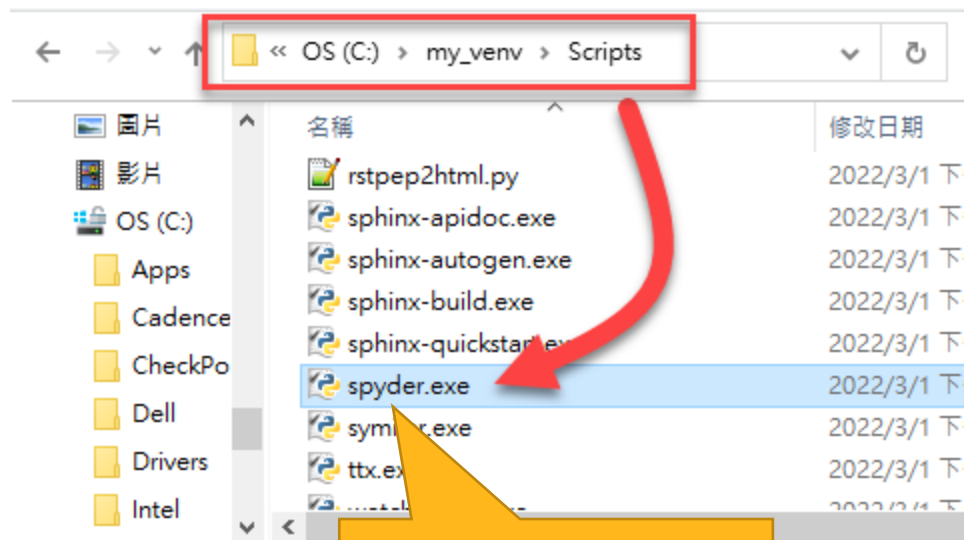 « OS (C:) › my_venv › Scripts
圖片
影片
OS (C:)
Apps
Cadence
CheckPo
Dell
Drivers
Intel
名稱
修改日期
rstpep2html.py
2022/3/1 下
sphinx-apidoc.exe
2022/3/1 下
sphinx-autogen.exe
2022/3/1 下
sphinx-build.exe
2022/3/1 下
2022/3/1 下
spyder.exe
2022/3/1 下
2022/3/1 下
2022/3/1 下